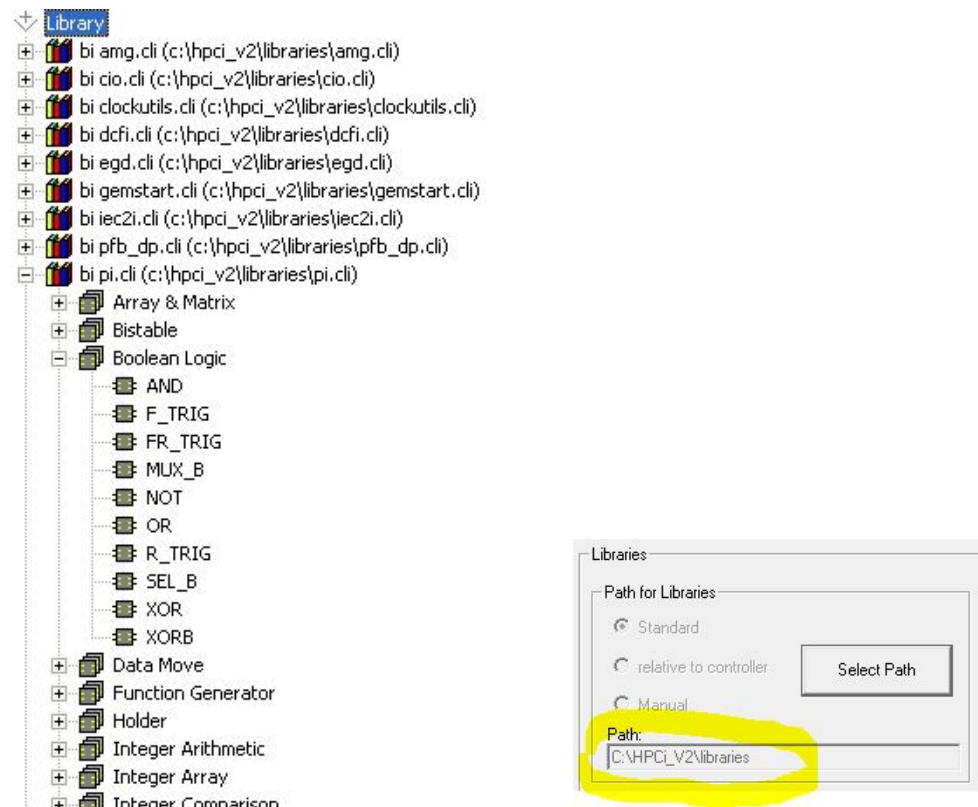 Library
bi amg.cli (c:\hpci_v2\libraries\amg.cli)
bi cio.cli (c:\hpci_v2\libraries\cio.cli)
bi clockutils.cli (c:\hpci_v2\libraries\clockutils.cli)
bi dcfi.cli (c:\hpci_v2\libraries\dcfi.cli)
bi egd.cli (c:\hpci_v2\libraries\egd.cli)
bi gemstart.cli (c:\hpci_v2\libraries\gemstart.cli)
bi iec2i.cli (c:\hpci_v2\libraries\iec2i.cli)
bi pfb_dp.cli (c:\hpci_v2\libraries\pfb_dp.cli)
bi pi.cli (c:\hpci_v2\libraries\pi.cli)
Array & Matrix
Bistable
Boolean Logic
AND
F_TRIG
FR_TRIG
MUX_B
NOT
OR
R_TRIG
SEL_B
XOR
XORB
Data Move
Function Generator
Holder
Integer Arithmetic
Integer Array
Integer Comparison
Libraries
Path for Libraries
Standard
relative to controller
Select Path
Manual
Path:
C:\HPCi_V2\libraries